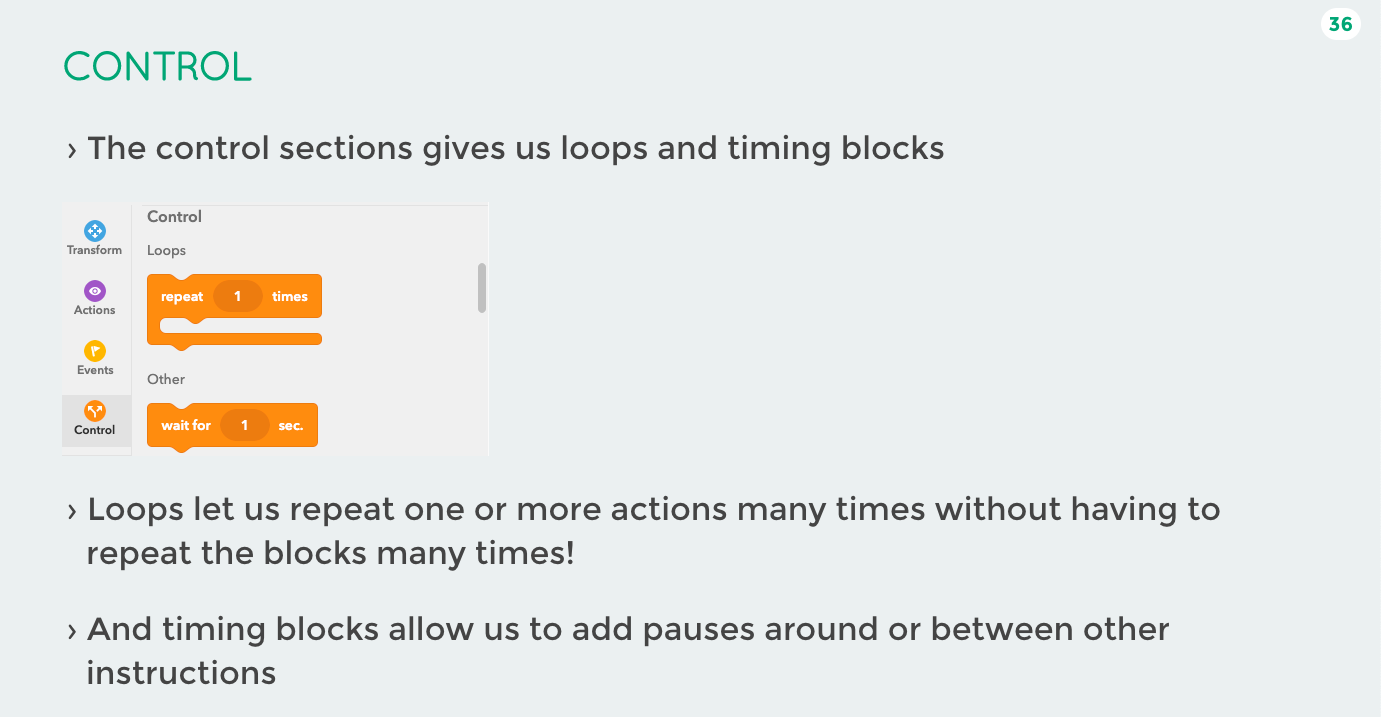 36
CONTROL
› The control sections gives us loops and timing blocks
Control
Transform
Loops
repeat 1 times
Actions
Events
Other
Control
wait for 1 sec.
› Loops let us repeat one or more actions many times without having to
repeat the blocks many times!
› And timing blocks allow us to add pauses around or between other
instructions